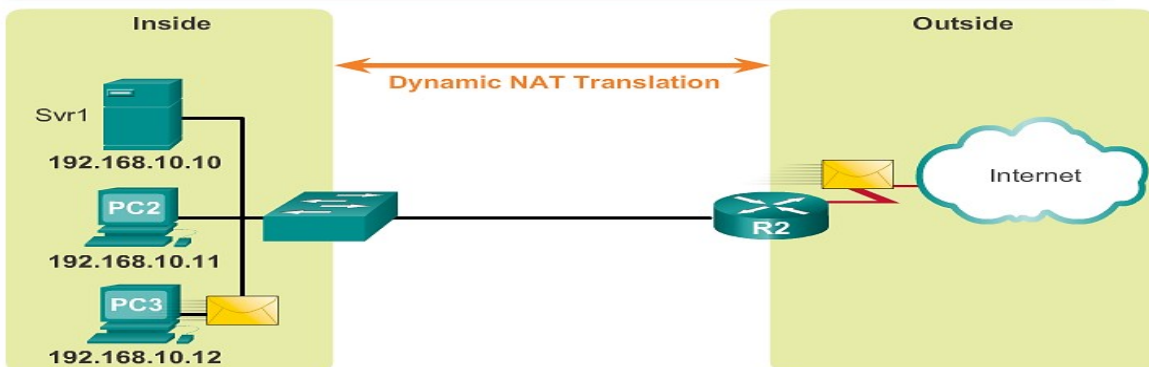 Inside
Outside
Dynamic NAT Translation
Svr1
192.168.10.10
PC2
192.168.10.11
PC3
192.168.10.12
R2
Internet